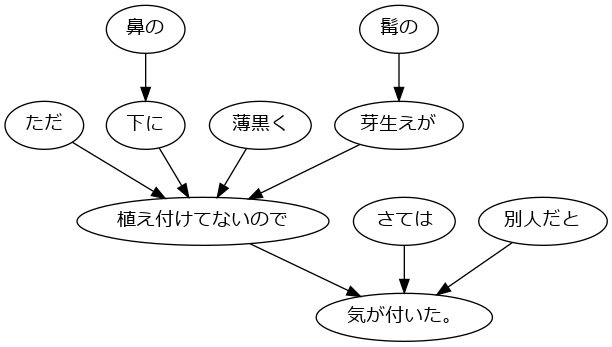 鼻の
髯の
ただ
下に
薄黒く
芽生えが
植え付けてないので
さては
別人だと
気が付いた。